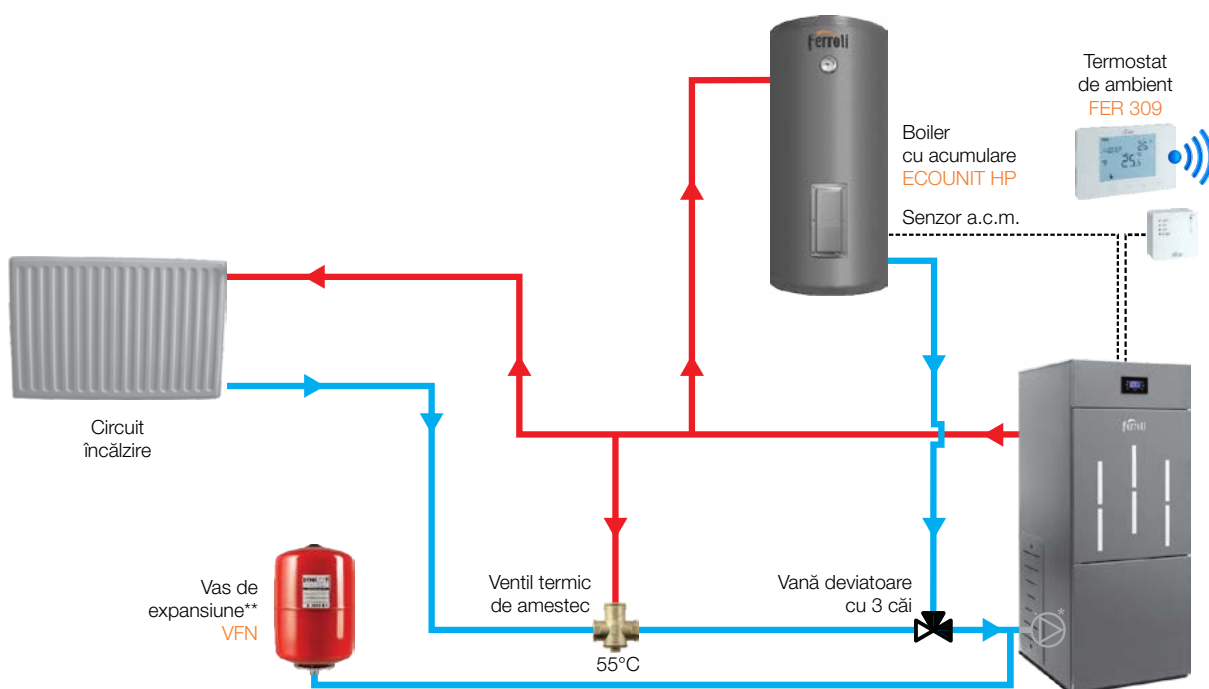 ferroli
Termostat
de ambient
FER 309
Boiler
cu acumulare
ECOUNIT HP
Senzor a.c.m.
Circuit
încălzire
ferroli
Vas de
expansiune**
VFN
Ventil termic
de amestec
55°C
Vană deviatoare
cu 3 căi
*